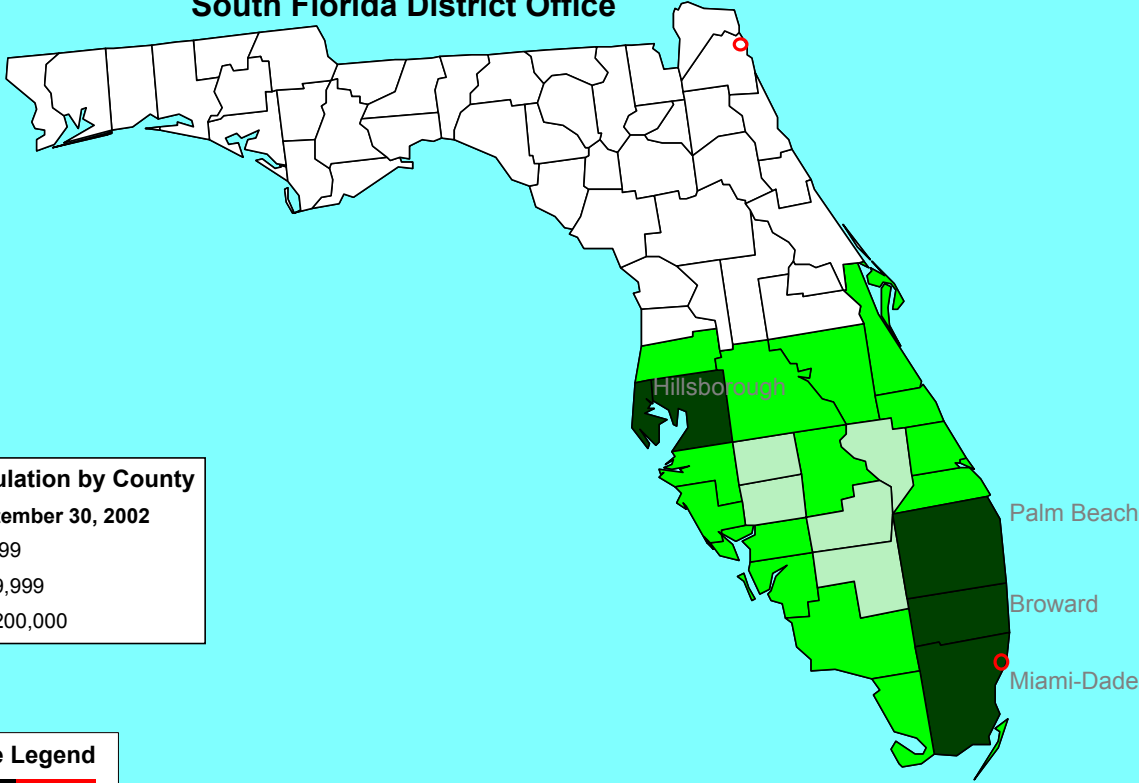 South Florida District Office
Hillsborough
Palm Beach
Broward
Miami-Dade
ulation by County
tember 30, 2002
99
9,999
200,000
e Legend